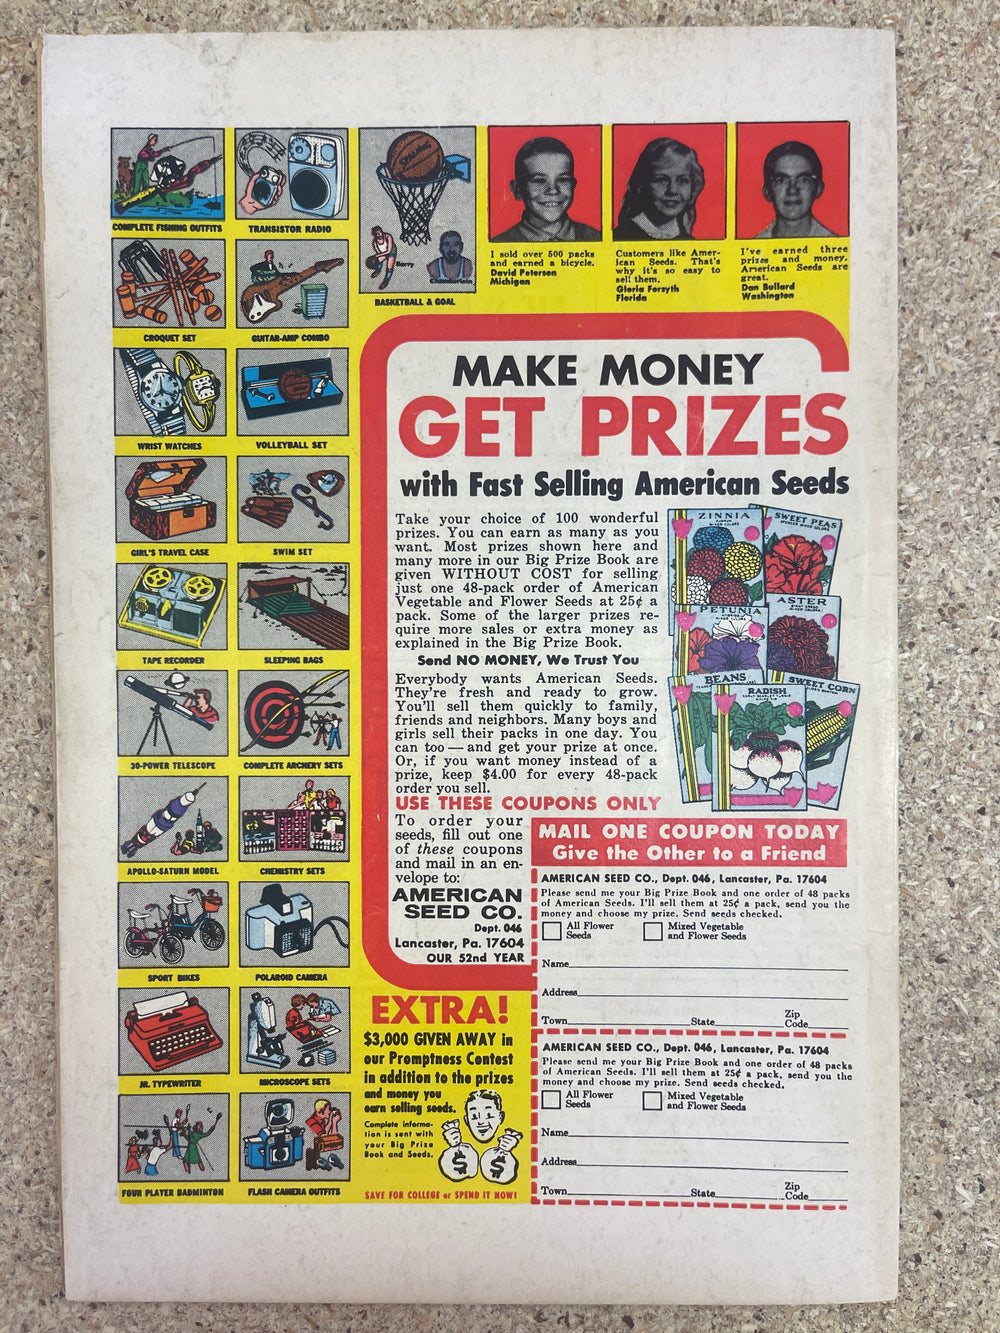 COMPLETE FISHING OUTFITS
TRANSISTOR RADIO
Spalding
Barry
Chamberlain
BASKETBALL & GOAL
CROQUET SET
GUITAR-AMP COMBO
WRIST WATCHES
VOLLEYBALL SET
GIRL'S TRAVEL CASE
SWIM SET
TAPE RECORDER
SLEEPING BAGS
30-POWER TELESCOPE
COMPLETE ARCHERY SETS
APOLLO-SATURN MODEL
CHEMISTRY SETS
SPORT BIKES
POLAROID CAMERA
JR. TYPEWRITER
MICROSCOPE SETS
FOUR PLAYER BADMINTON
FLASH CAMERA OUTFITS
I sold over 500 packs
and earned a bicycle.
David Peterson
Michigan
Customers like Amer-
ican Seeds. That's
why it's so easy to
sell them.
Gloria Forsyth
Florida
I've earned three
prizes and money.
American Seeds are
great.
Dan Bullard
Washington
MAKE MONEY
GET PRIZES
with Fast Selling American Seeds
Take your choice of 100 wonderful
prizes. You can earn as many as you
want. Most prizes shown here and
many more in our Big Prize Book are
given WITHOUT COST for selling
just one 48-pack order of American
Vegetable and Flower Seeds at 25¢ a
pack. Some of the larger prizes re-
quire more sales or extra money as
explained in the Big Prize Book.
Send NO MONEY, We Trust You
Everybody wants American Seeds.
They're fresh and ready to grow.
You'll sell them quickly to family,
friends and neighbors. Many boys and
girls sell their packs in one day. You
can too — and get your prize at once.
Or, if you want money instead of a
prize, keep $4.00 for every 48-pack
order you sell.
ZINNIA
MIXED COLORS
SWEET PEAS
MIXED COLORS
PETUNIA
MIXED COLORS
ASTER
MIXED COLORS
BEANS
RADISH
SWEET CORN
USE THESE COUPONS ONLY
To order your
seeds, fill out one
of these coupons
and mail in an en-
velope to:
AMERICAN
SEED CO.
Dept. 046
Lancaster, Pa. 17604
OUR 52nd YEAR
MAIL ONE COUPON TODAY
Give the Other to a Friend
AMERICAN SEED CO., Dept. 046, Lancaster, Pa. 17604
Please send me your Big Prize Book and one order of 48 packs
of American Seeds. I'll sell them at 25¢ a pack, send you the
money and choose my prize. Send seeds checked.
All Flower
Seeds
Mixed Vegetable
and Flower Seeds
Name
Address
Town State Zip
Code
AMERICAN SEED CO., Dept. 046, Lancaster, Pa. 17604
Please send me your Big Prize Book and one order of 48 packs
of American Seeds. I'll sell them at 25¢ a pack, send you the
money and choose my prize. Send seeds checked.
All Flower
Seeds
Mixed Vegetable
and Flower Seeds
Name
Address
Town State Zip
Code
EXTRA!
$3,000 GIVEN AWAY in
our Promptness Contest
in addition to the prizes
and money you
earn selling seeds.
Complete informa-
tion is sent with
your Big Prize
Book and Seeds.
$ $
SAVE FOR COLLEGE or SPEND IT NOW!